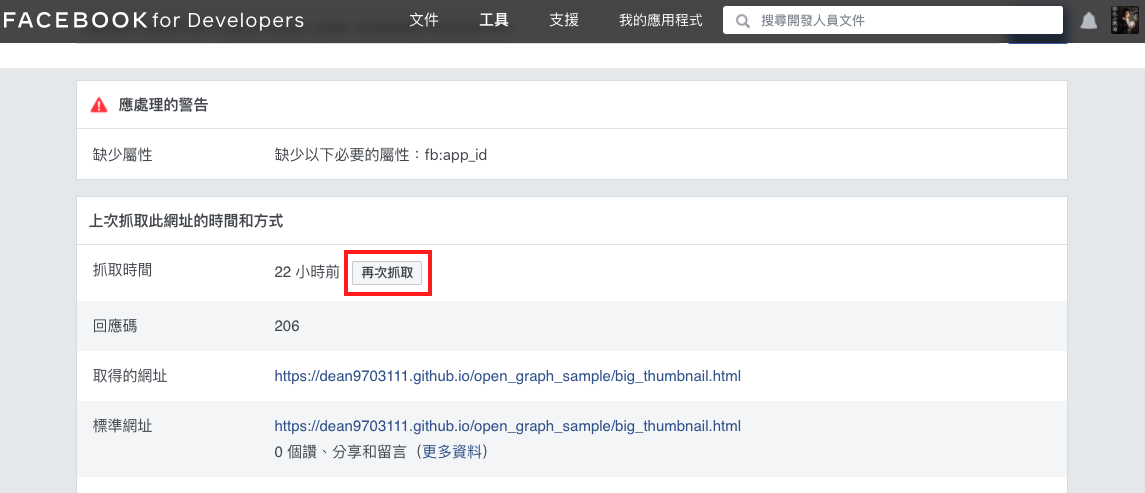 FACEBOOK for Developers 文件 工具 支援 我的應用程式 搜尋開發人員文件
應處理的警告
缺少屬性 缺少以下必要的屬性：fb:app_id
上次抓取此網址的時間和方式
抓取時間 22 小時前 再次抓取
回應碼 206
取得的網址 https://dean9703111.github.io/open_graph_sample/big_thumbnail.html
標準網址 https://dean9703111.github.io/open_graph_sample/big_thumbnail.html
0 個讚、分享和留言（更多資料）